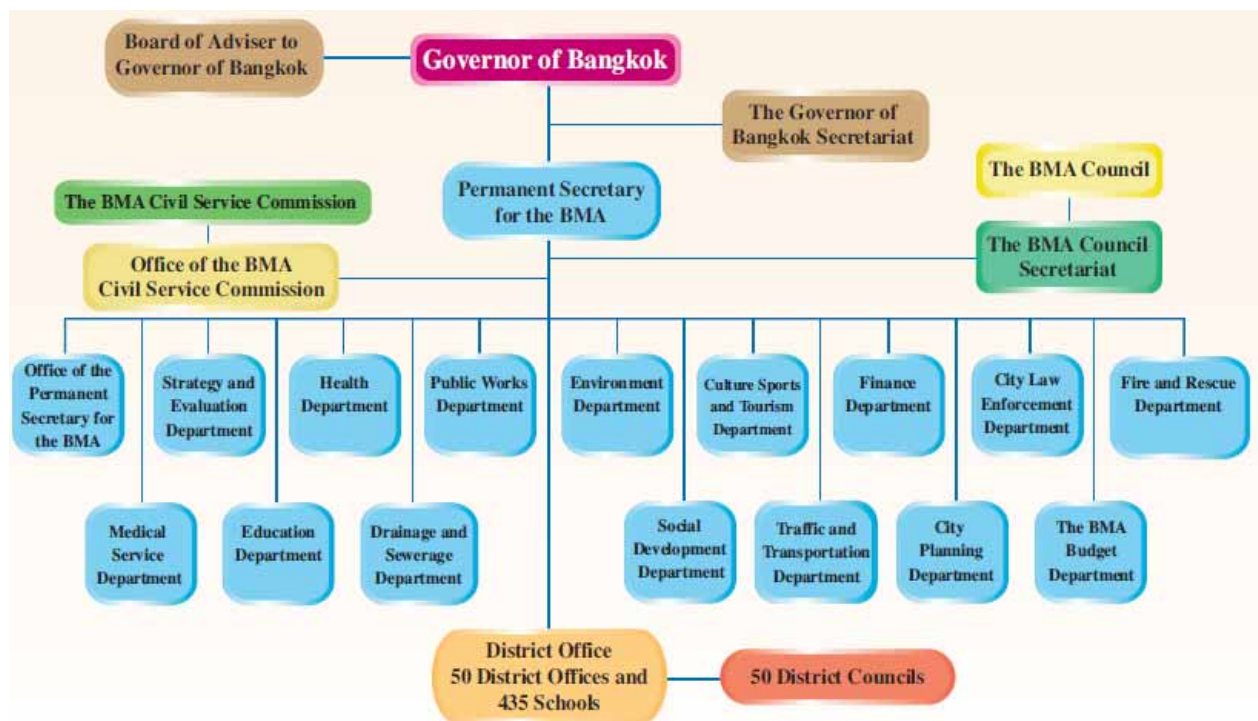 Board of Adviser to
Governor of Bangkok
Governor of Bangkok
The Governor of
Bangkok Secretariat
The BMA Council
Permanent Secretary
for the BMA
The BMA Civil Service Commission
The BMA Council
Secretariat
Office of the BMA
Civil Service Commission
Office of the
Permanent
Secretary for
the BMA
Strategy and
Evaluation
Department
Health
Department
Public Works
Department
Environment
Department
Culture Sports
and Tourism
Department
Finance
Department
City Law
Enforcement
Department
Fire and Rescue
Department
Medical
Service
Department
Education
Department
Drainage and
Sewerage
Department
Social
Development
Department
Traffic and
Transportation
Department
City
Planning
Department
The BMA
Budget
Department
District Office
50 District Offices and
435 Schools
50 District Councils